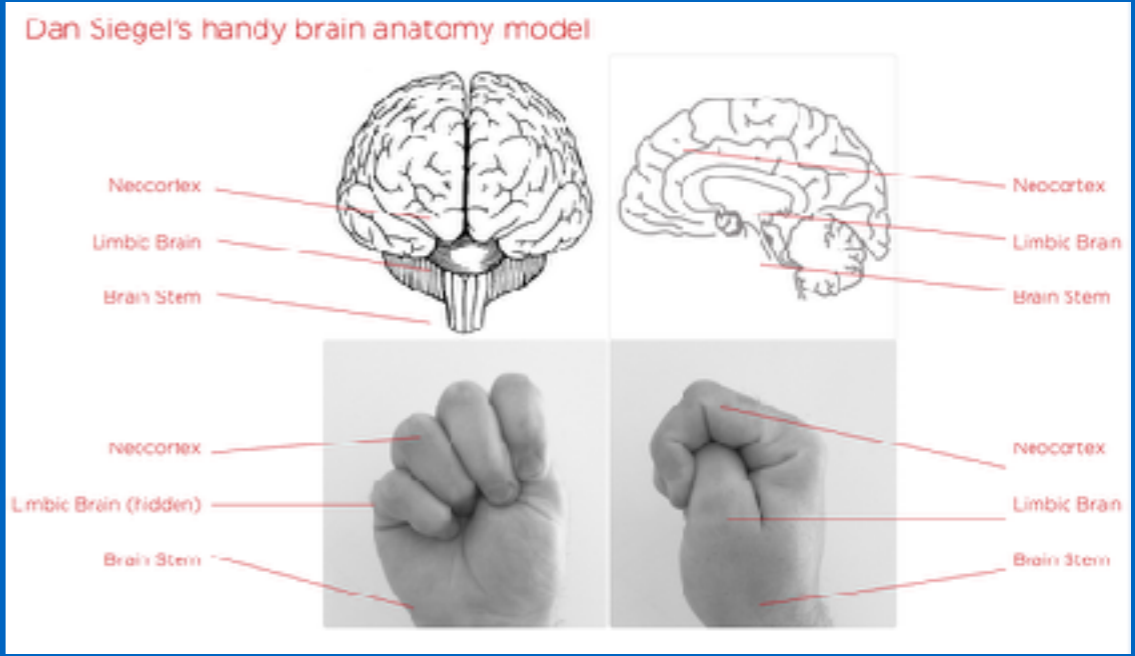 Dan Siegel's handy brain anatomy model
Neocortex
Limbic Brain
Brain Stem
Neocortex
Limbic Brain
Brain Stem
Neocortex
Limbic Brain (hidden)
Brain Stem
Neocortex
Limbic Brain
Brain Stem